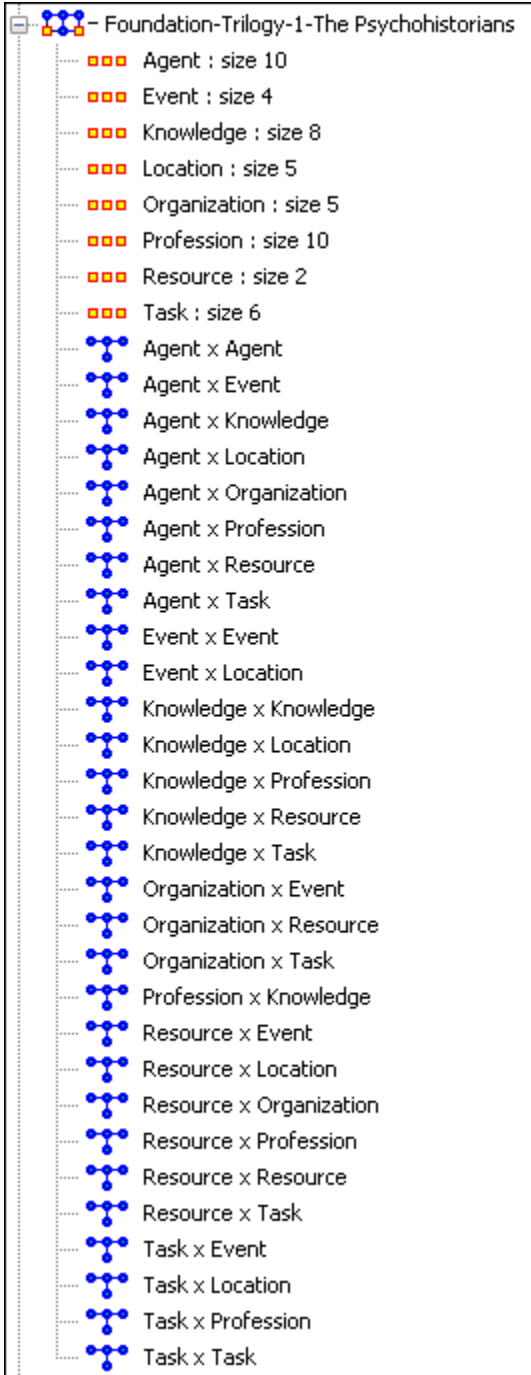 Foundation-Trilogy-1-The Psychohistorians
Agent : size 10
Event : size 4
Knowledge : size 8
Location : size 5
Organization : size 5
Profession : size 10
Resource : size 2
Task : size 6
Agent x Agent
Agent x Event
Agent x Knowledge
Agent x Location
Agent x Organization
Agent x Profession
Agent x Resource
Agent x Task
Event x Event
Event x Location
Knowledge x Knowledge
Knowledge x Location
Knowledge x Profession
Knowledge x Resource
Knowledge x Task
Organization x Event
Organization x Resource
Organization x Task
Profession x Knowledge
Resource x Event
Resource x Location
Resource x Organization
Resource x Profession
Resource x Resource
Resource x Task
Task x Event
Task x Location
Task x Profession
Task x Task